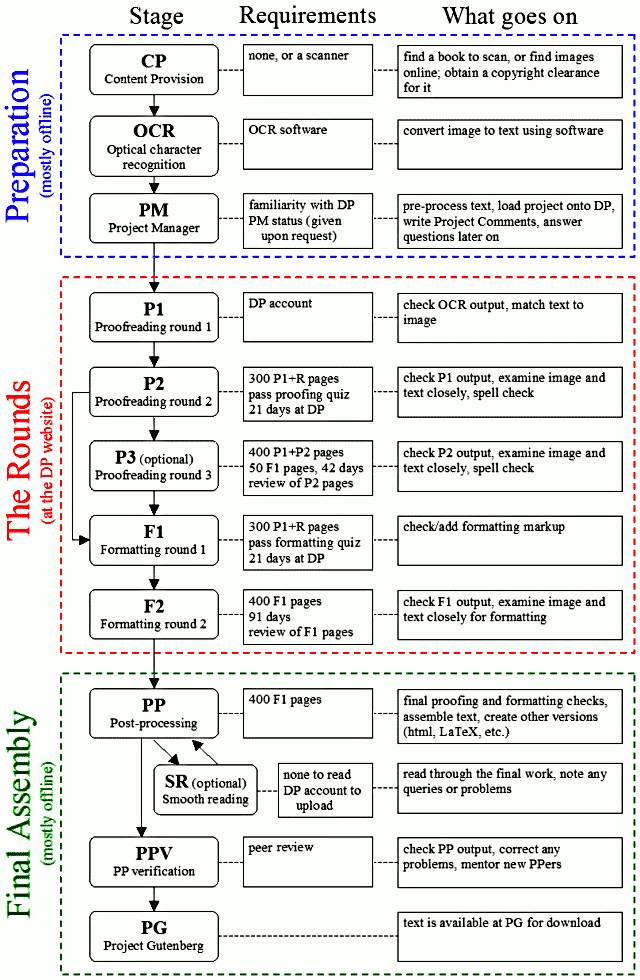 Stage Requirements What goes on
Preparation
(mostly offline)
CP
Content Provision
none, or a scanner
find a book to scan, or find images
online; obtain a copyright clearance
for it
OCR
Optical character
recognition
OCR software
convert image to text using software
PM
Project Manager
familiarity with DP
PM status (given
upon request)
pre-process text, load project onto DP,
write Project Comments, answer
questions later on
The Rounds
(at the DP website)
P1
Proofreading round 1
DP account
check OCR output, match text to
image
P2
Proofreading round 2
300 P1+R pages
pass proofing quiz
21 days at DP
check P1 output, examine image and
text closely, spell check
P3 (optional)
Proofreading round 3
400 P1+P2 pages
50 F1 pages, 42 days
review of P2 pages
check P2 output, examine image and
text closely, spell check
F1
Formatting round 1
300 P1+R pages
pass formatting quiz
21 days at DP
check/add formatting markup
F2
Formatting round 2
400 F1 pages
91 days
review of F1 pages
check F1 output, examine image and
text closely for formatting
Final Assembly
(mostly offline)
PP
Post-processing
400 F1 pages
final proofing and formatting checks,
assemble text, create other versions
(html, LaTeX, etc.)
SR (optional)
Smooth reading
none to read
DP account to
upload
read through the final work, note any
queries or problems
PPV
PP verification
peer review
check PP output, correct any
problems, mentor new PPers
PG
Project Gutenberg
text is available at PG for download